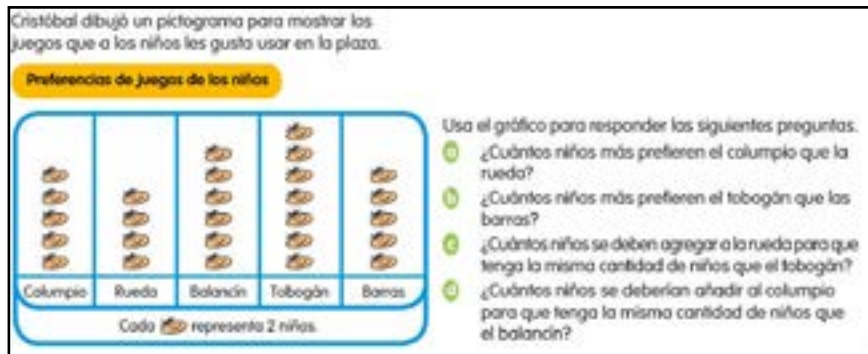 Cristóbal dibujó un pictograma para mostrar los
juegos que a los niños les gusta usar en la plaza.
Preferencias de juegos de los niños
Columpio
Rueda
Balancín
Tobogán
Barras
Cada representa 2 niños.
Usa el gráfico para responder las siguientes preguntas.
a ¿Cuántos niños más prefieren el columpio que la
rueda?
b ¿Cuántos niños más prefieren el tobogán que las
barras?
c ¿Cuántos niños se deben agregar a la rueda para que
tenga la misma cantidad de niños que el tobogán?
d ¿Cuántos niños se deberían añadir al columpio
para que tenga la misma cantidad de niños que
el balancín?